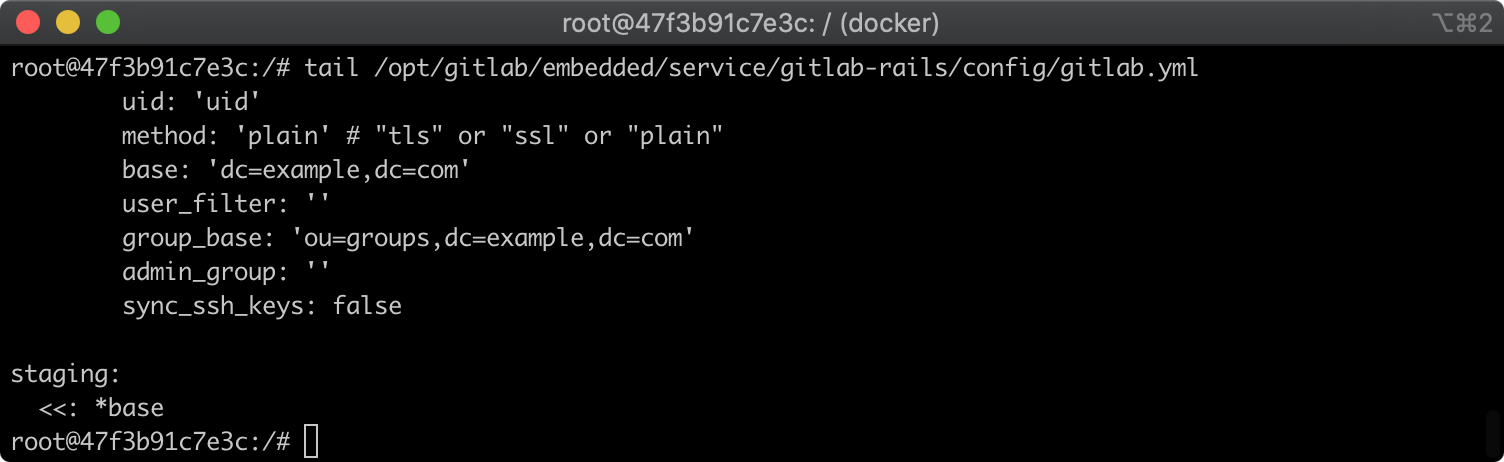 root@47f3b91c7e3c: / (docker)
⌥⌘2
root@47f3b91c7e3c:/# tail /opt/gitlab/embedded/service/gitlab-rails/config/gitlab.yml
        uid: 'uid'
        method: 'plain' # "tls" or "ssl" or "plain"
        base: 'dc=example,dc=com'
        user_filter: ''
        group_base: 'ou=groups,dc=example,dc=com'
        admin_group: ''
        sync_ssh_keys: false
staging:
  <<: *base
root@47f3b91c7e3c:/#